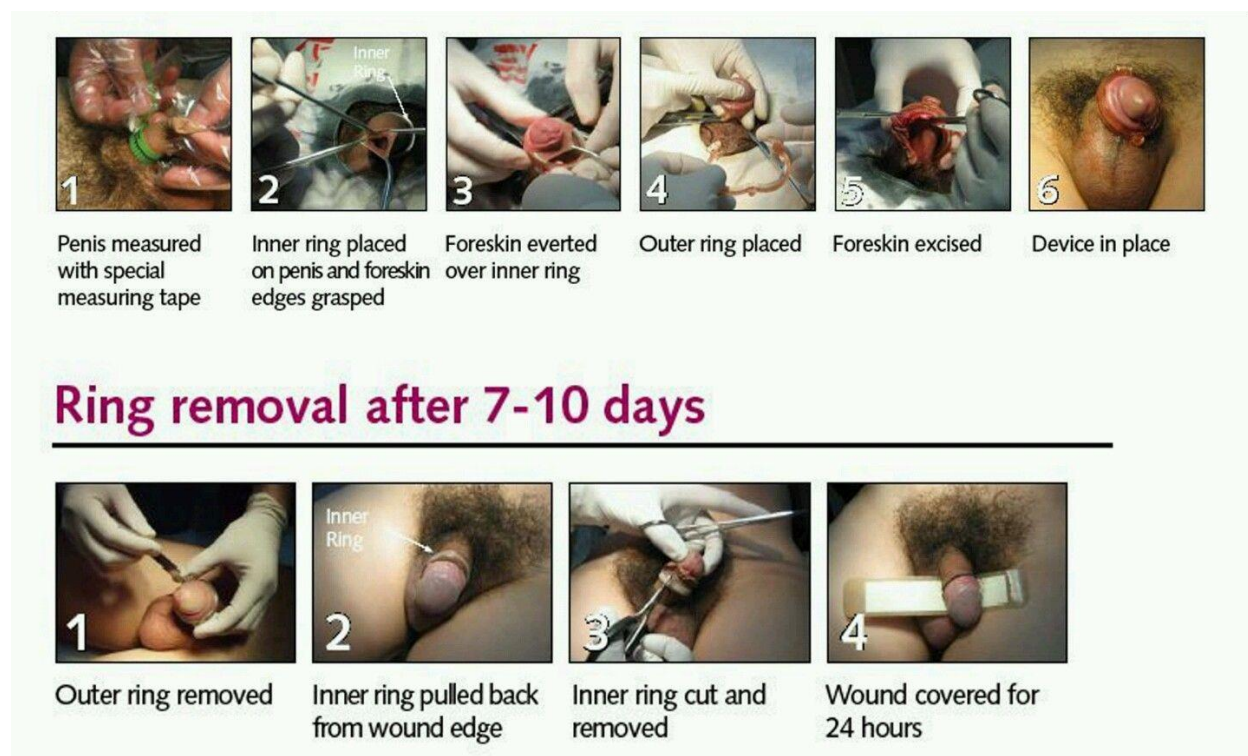 Inner
Ring
1
2
3
4
5
6
Penis measured
with special
measuring tape
Inner ring placed
on penis and foreskin
edges grasped
Foreskin everted
over inner ring
Outer ring placed
Foreskin excised
Device in place
Ring removal after 7-10 days
Inner
Ring
1
2
3
4
Outer ring removed
Inner ring pulled back
from wound edge
Inner ring cut and
removed
Wound covered for
24 hours